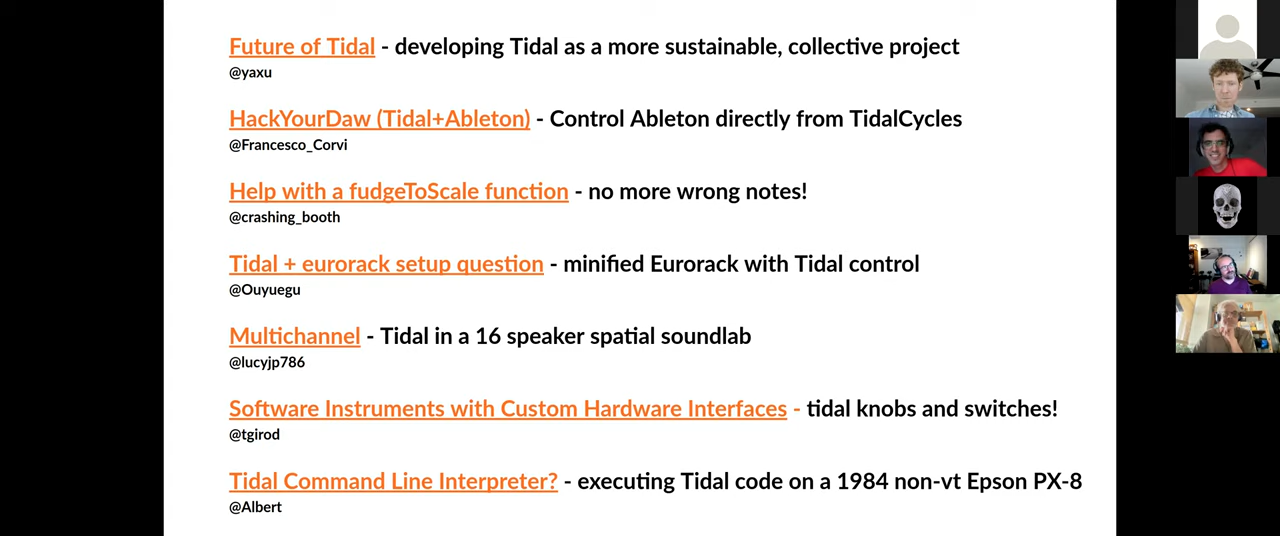 Future of Tidal - developing Tidal as a more sustainable, collective project
@yaxu
HackYourDaw (Tidal+Ableton) - Control Ableton directly from TidalCycles
@Francesco_Corvi
Help with a fudgeToScale function - no more wrong notes!
@crashing_booth
Tidal + eurorack setup question - minified Eurorack with Tidal control
@Ouyuegu
Multichannel - Tidal in a 16 speaker spatial soundlab
@lucyjp786
Software Instruments with Custom Hardware Interfaces - tidal knobs and switches!
@tgirod
Tidal Command Line Interpreter? - executing Tidal code on a 1984 non-vt Epson PX-8
@Albert